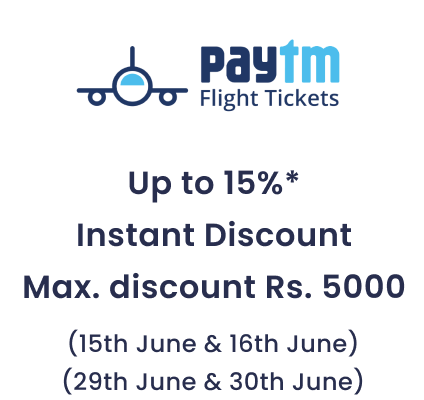 paytm
Flight Tickets
Up to 15%*
Instant Discount
Max. discount Rs. 5000
(15th June & 16th June)
(29th June & 30th June)